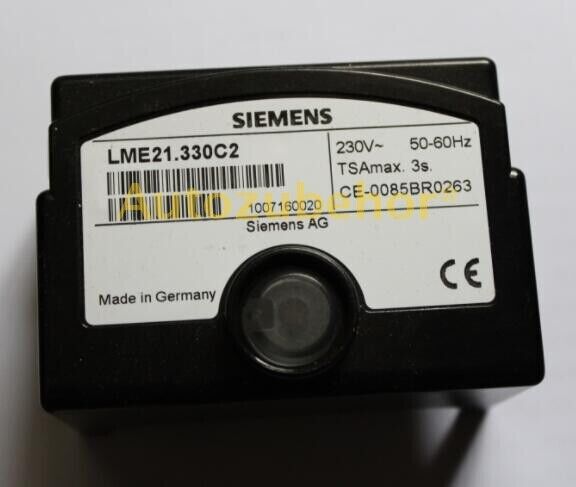 SIEMENS
LME21.330C2
230V~ 50-60Hz
TSAmax. 3s.
CE-0085BR0263
1007160020
Siemens AG
Autozubehor®
Made in Germany
CE